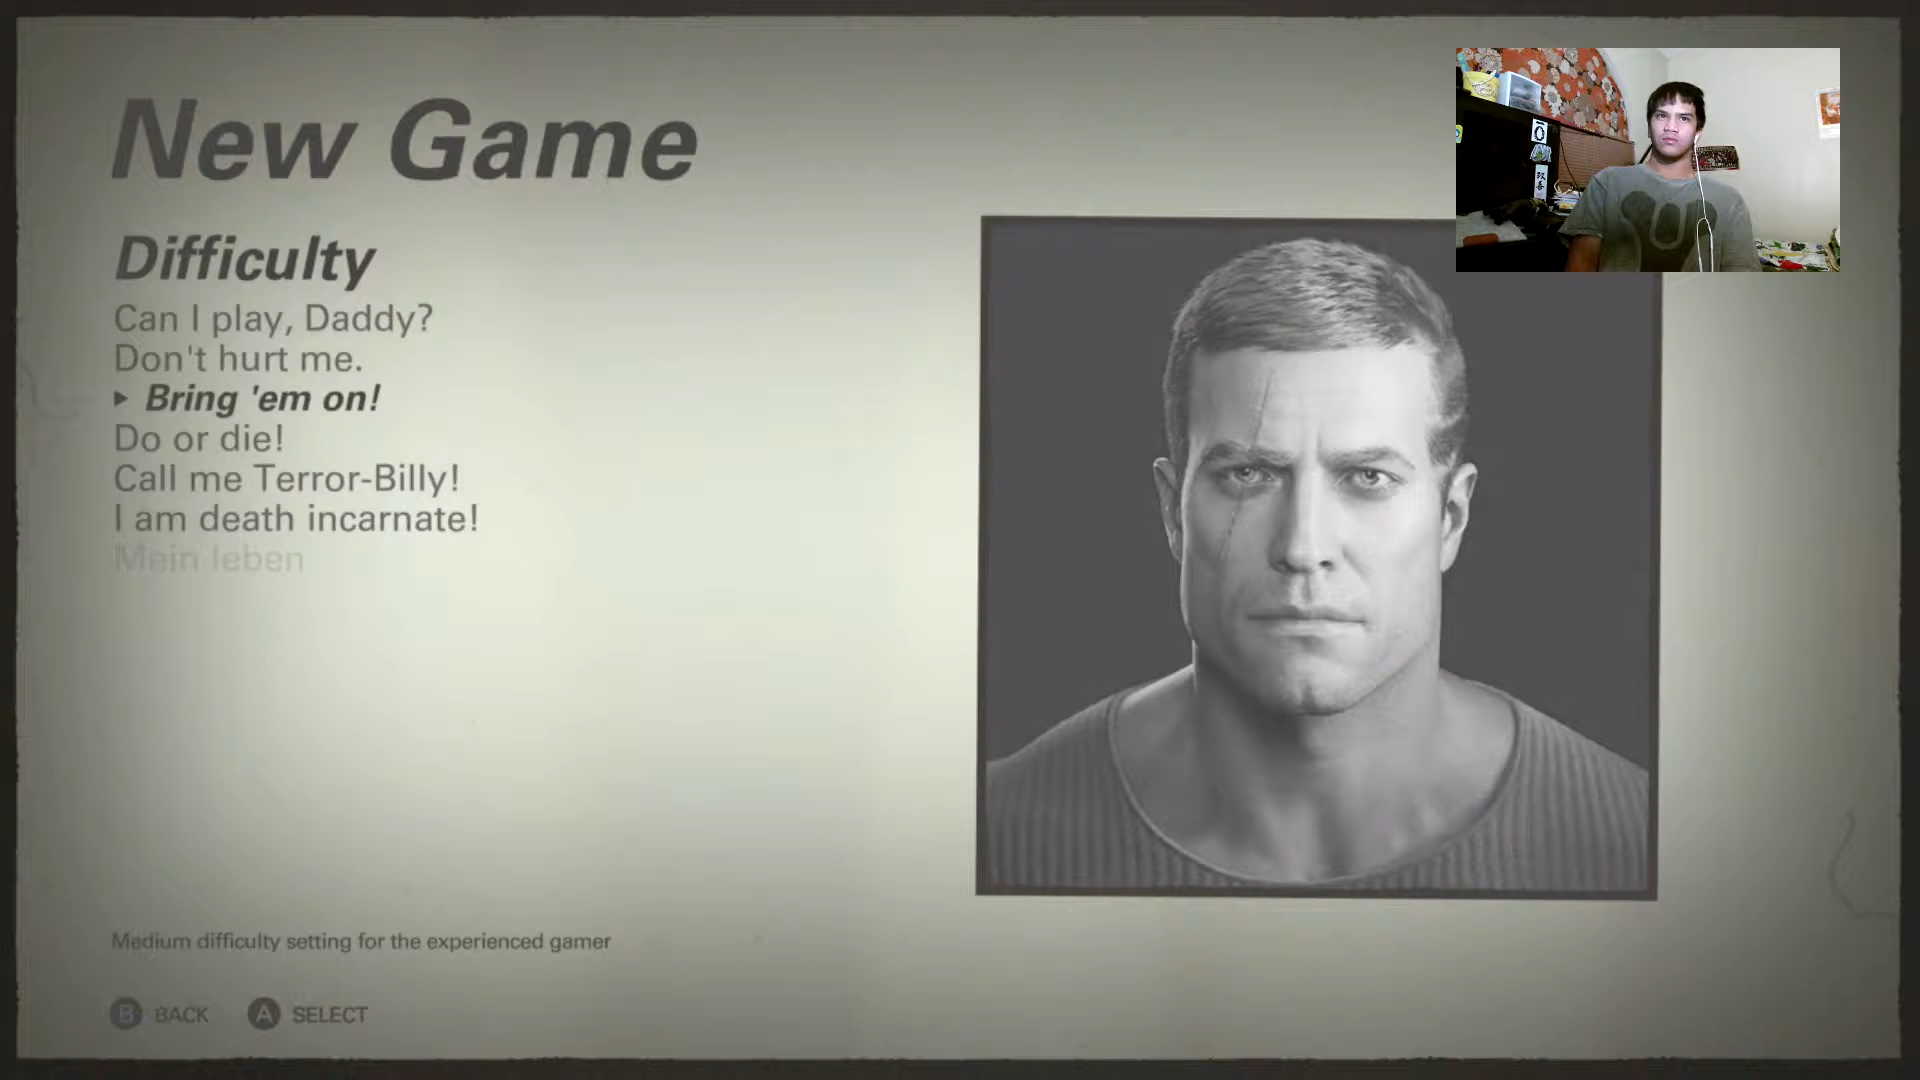 New Game
Difficulty
Can I play, Daddy?
Don't hurt me.
Bring 'em on!
Do or die!
Call me Terror-Billy!
I am death incarnate!
Mein leben
Medium difficulty setting for the experienced gamer
B BACK A SELECT